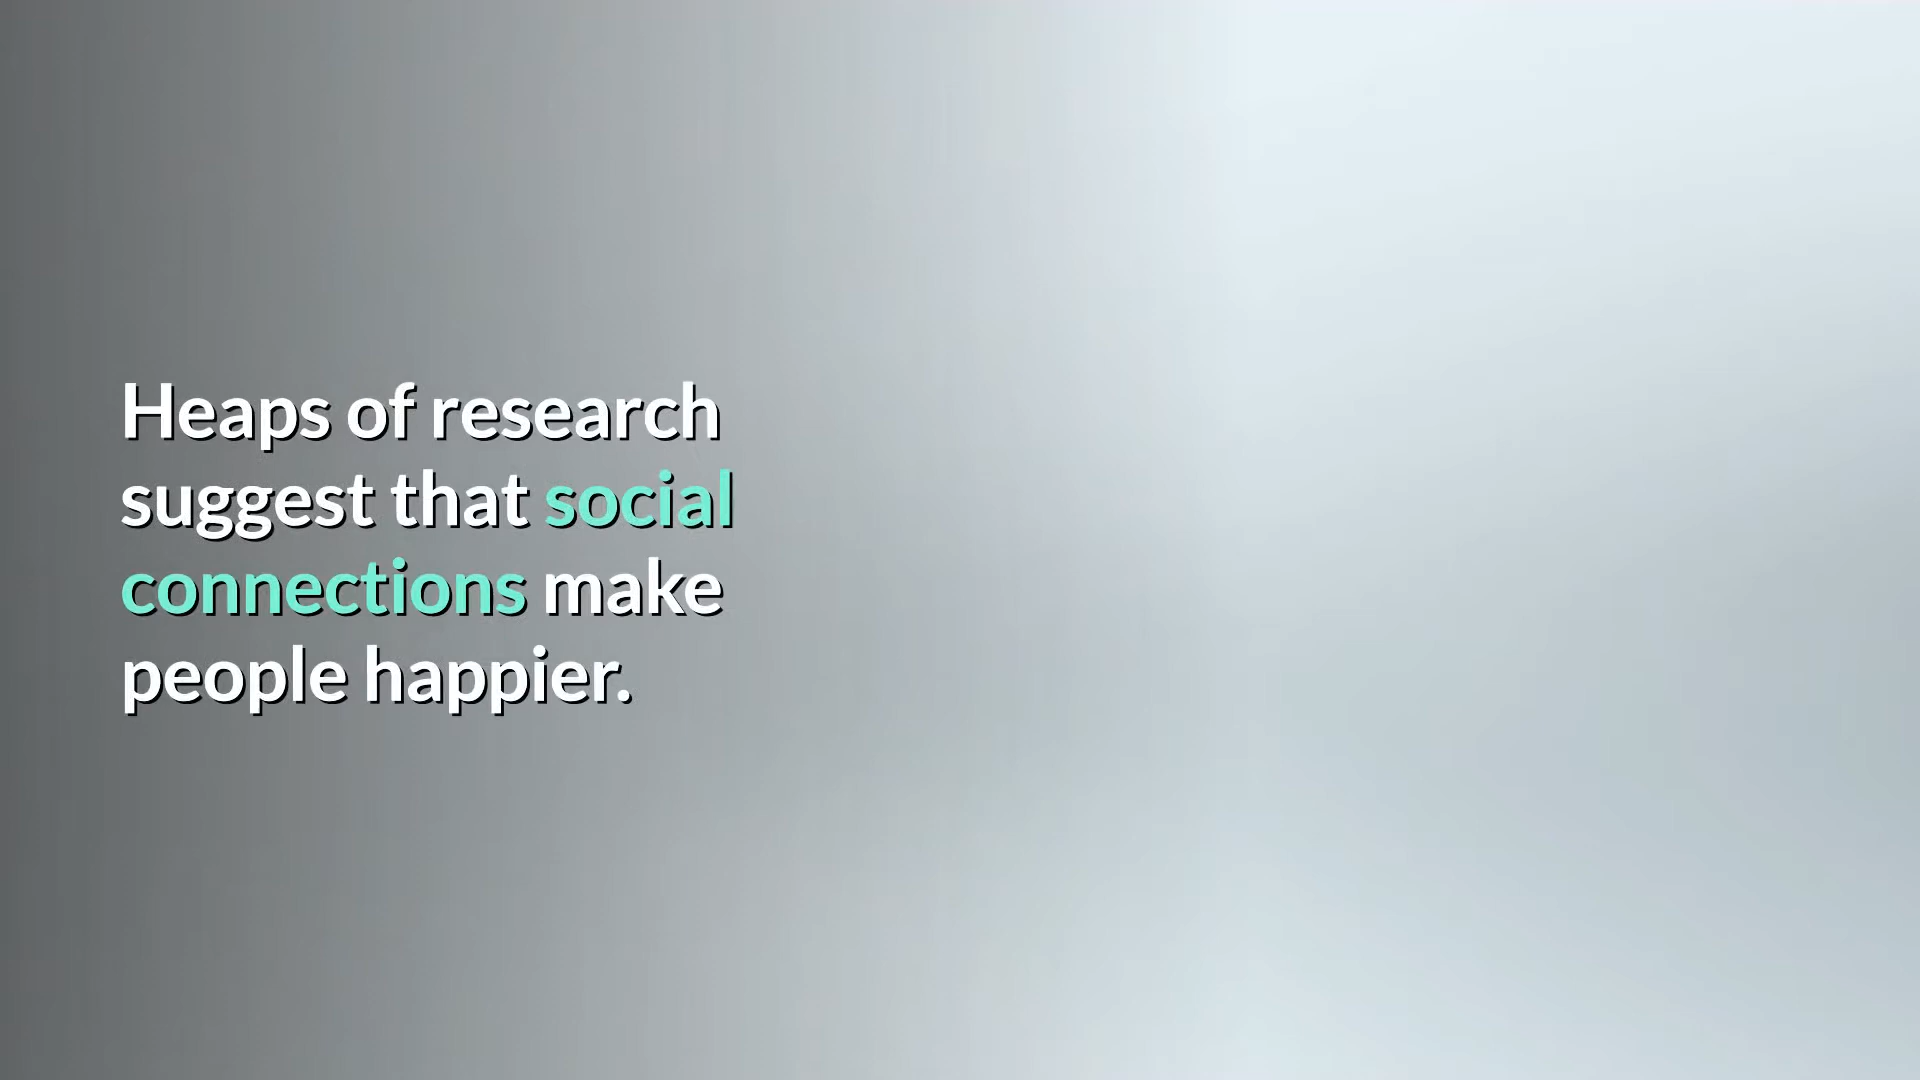 Heaps of research
suggest that social
connections make
people happier.